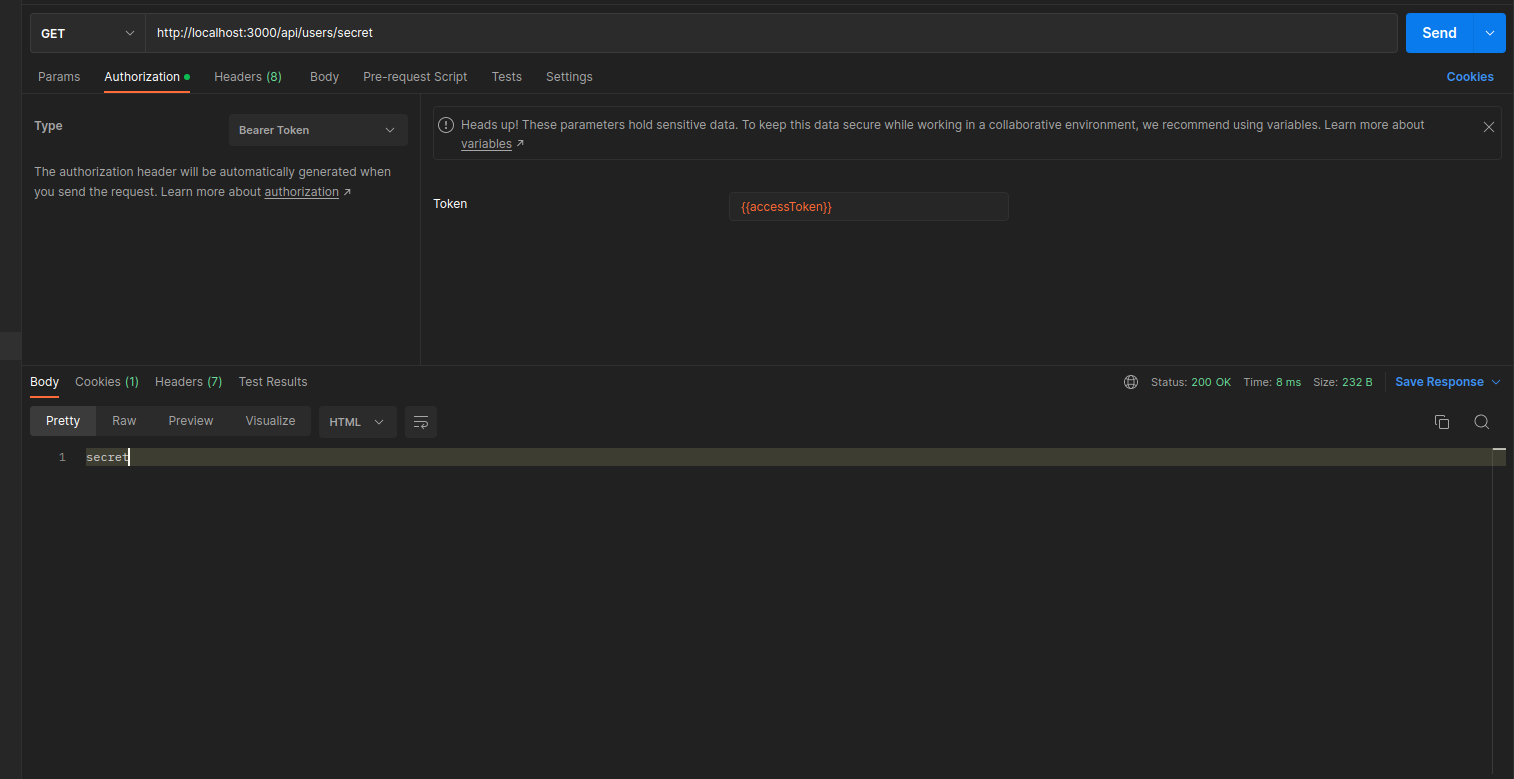 GET http://localhost:3000/api/users/secret Send
Params Authorization Headers (8) Body Pre-request Script Tests Settings Cookies
Type Bearer Token
The authorization header will be automatically generated when
you send the request. Learn more about authorization ↗
Heads up! These parameters hold sensitive data. To keep this data secure while working in a collaborative environment, we recommend using variables. Learn more about
variables ↗
Token {{accessToken}}
Body Cookies (1) Headers (7) Test Results Status: 200 OK Time: 8 ms Size: 232 B Save Response
Pretty Raw Preview Visualize HTML
1 secret